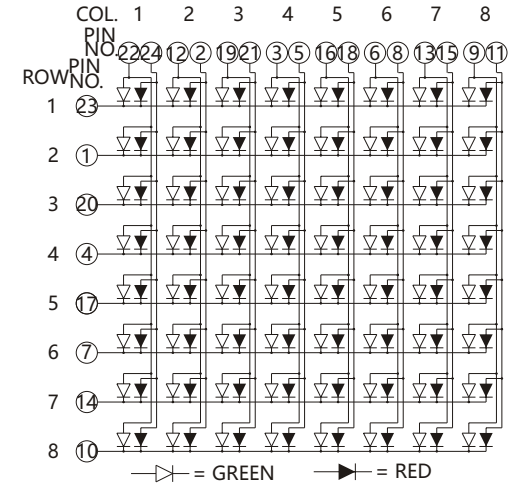 COL. 1 2 3 4 5 6 7 8
PIN NO. 22 24 12 2 19 21 3 5 16 18 6 8 13 15 9 11
ROW PIN NO.
1 23
2 1
3 20
4 4
5 17
6 7
7 14
8 10
= GREEN = RED